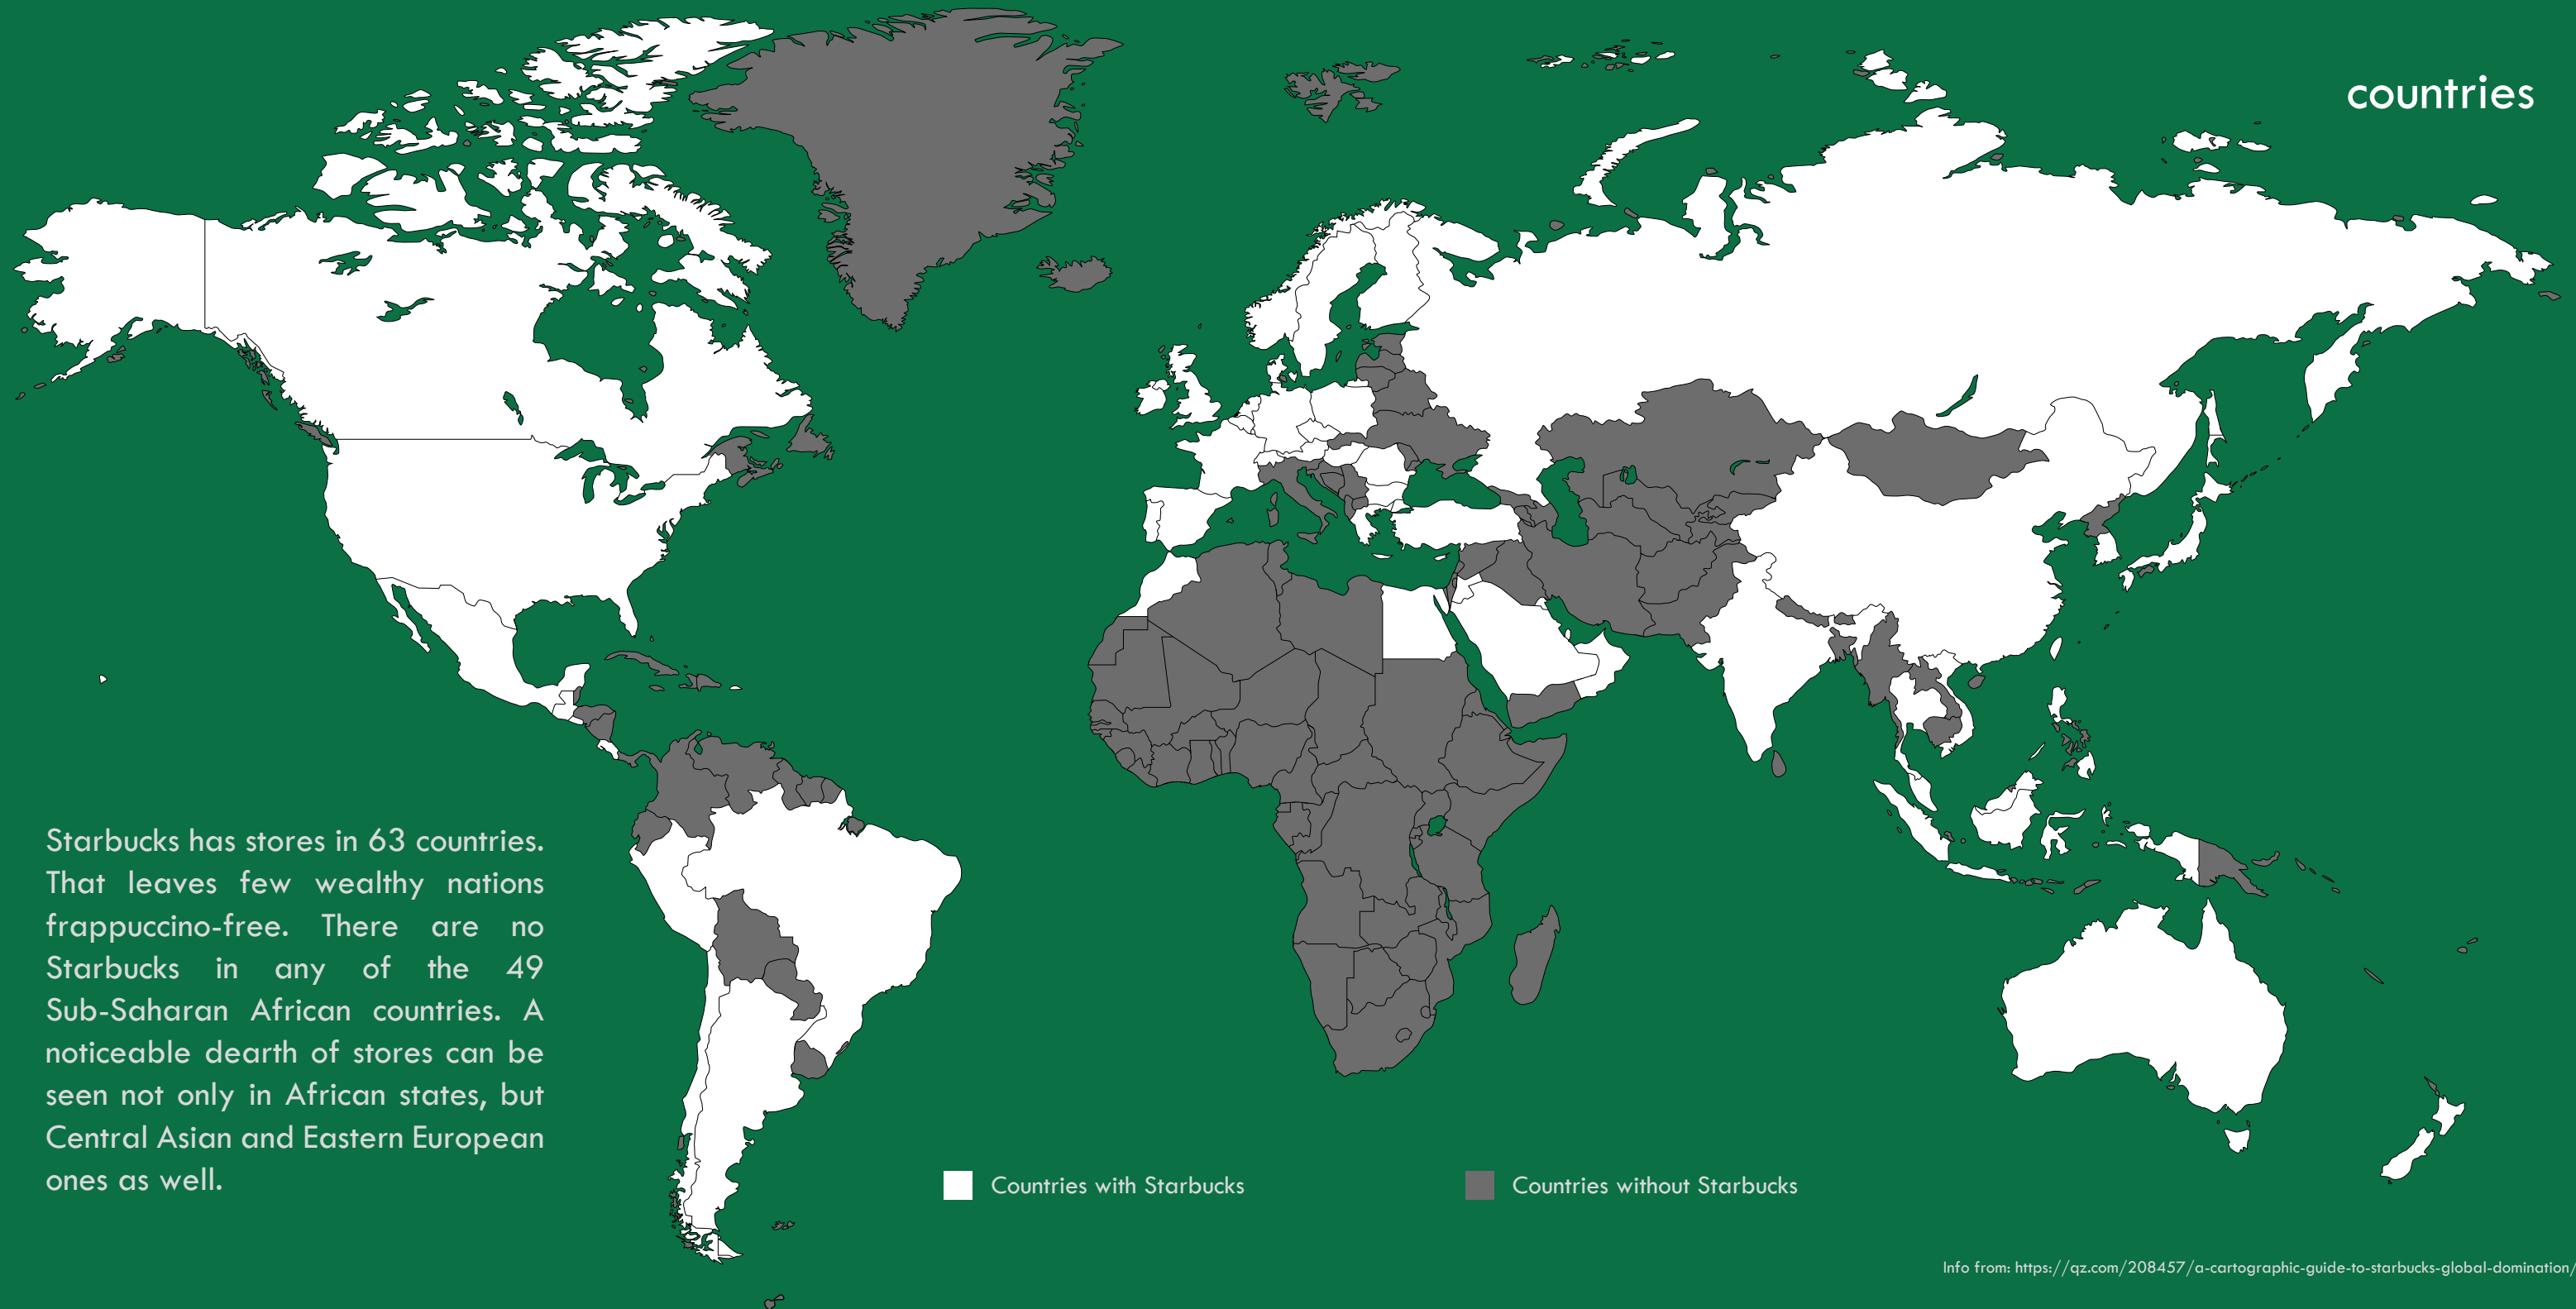 countries
Starbucks has stores in 63 countries.
That leaves few wealthy nations
frappuccino-free. There are no
Starbucks in any of the 49
Sub-Saharan African countries. A
noticeable dearth of stores can be
seen not only in African states, but
Central Asian and Eastern European
ones as well.
Countries with Starbucks
Countries without Starbucks
Info from: https://qz.com/208457/a-cartographic-guide-to-starbucks-global-domination/